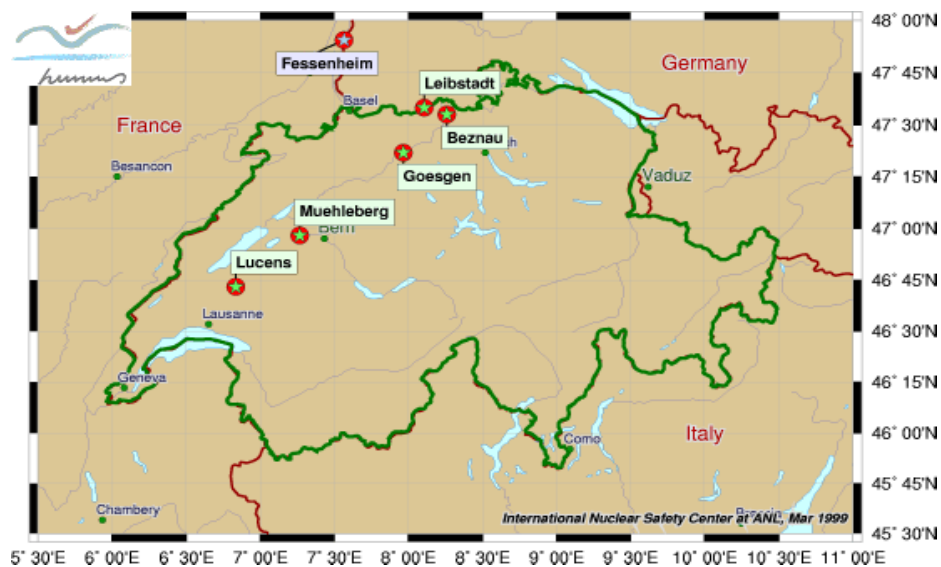 hummus
48°00'N
Fessenheim
Germany
47°45'N
Leibstadt
Basel
France
47°30'N
Beznau
Besancon
47°15'N
Goesgen
Vaduz
Muehleberg
Bern
47°00'N
Lucens
46°45'N
Lausanne
46°30'N
Geneva
46°15'N
Italy
46°00'N
Como
45°45'N
Chambery
International Nuclear Safety Center at ANL, Mar 1999
45°30'N
5°30'E 6°00'E 6°30'E 7°00'E 7°30'E 8°00'E 8°30'E 9°00'E 9°30'E 10°00'E 10°30'E 11°00'E